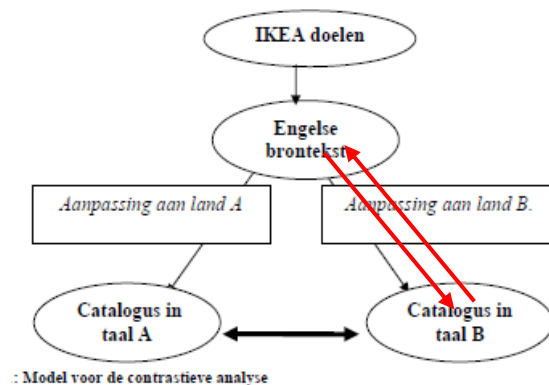 IKEA doelen
Engelse
brontekst
Aanpassing aan land A
Aanpassing aan land B.
Catalogus in
taal A
Catalogus in
taal B
.: Model voor de contrastieve analyse